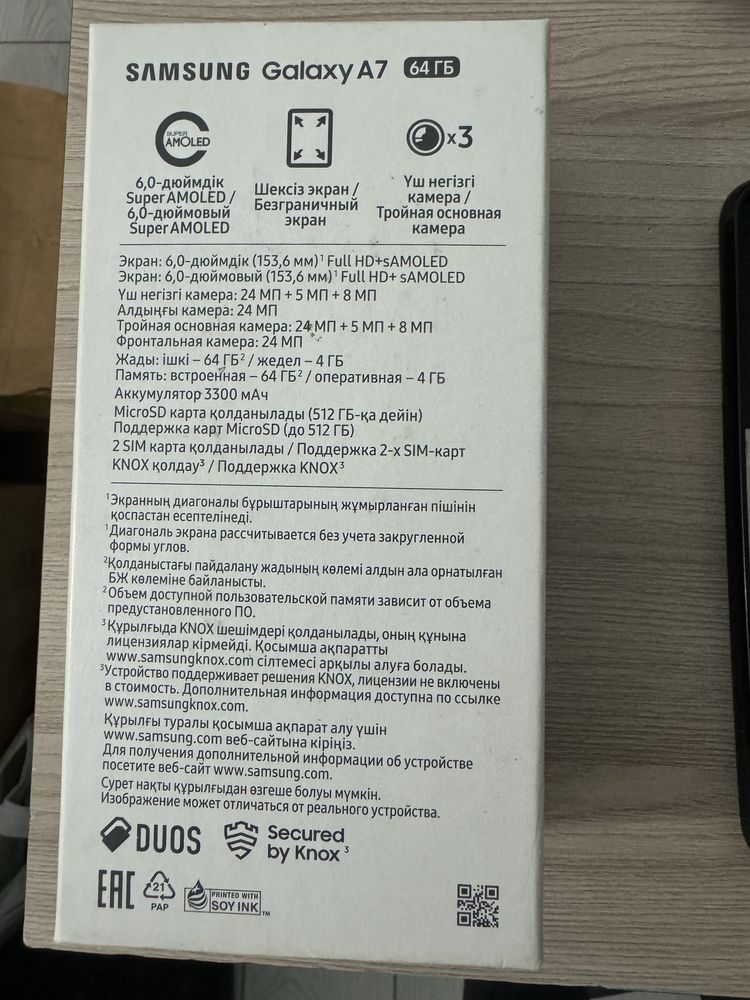 SAMSUNG Galaxy A7 64 ГБ
SUPER AMOLED
x3
6,0-дюймдік
Super AMOLED /
6,0-дюймовый
Super AMOLED
Шексіз экран /
Безграничный
экран
Үш негізгі
камера /
Тройная основная
камера
Экран: 6,0-дюймдік (153,6 мм)¹ Full HD+sAMOLED
Экран: 6,0-дюймовый (153,6 мм)¹ Full HD+ sAMOLED
Үш негізгі камера: 24 МП + 5 МП + 8 МП
Алдыңғы камера: 24 МП
Тройная основная камера: 24 МП + 5 МП + 8 МП
Фронтальная камера: 24 МП
Жады: ішкі – 64 ГБ² / жедел – 4 ГБ
Память: встроенная – 64 ГБ² / оперативная – 4 ГБ
Аккумулятор 3300 мАч
MicroSD карта қолданылады (512 ГБ-қа дейін)
Поддержка карт MicroSD (до 512 ГБ)
2 SIM карта қолданылады / Поддержка 2-х SIM-карт
KNOX қолдау³ / Поддержка KNOX³
¹Экранның диагоналы бұрыштарының жұмырланған пішінін
қоспастан есептелінеді.
¹Диагональ экрана рассчитывается без учета закругленной
формы углов.
²Қолданыстағы пайдалану жадының көлемі алдын ала орнатылған
БЖ көлеміне байланысты.
²Объем доступной пользовательской памяти зависит от объема
предустановленного ПО.
³Құрылғыда KNOX шешімдері қолданылады, оның құнына
лицензиялар кірмейді. Қосымша ақпаратты
www.samsungknox.com сілтемесі арқылы алуға болады.
³Устройство поддерживает решения KNOX, лицензии не включены
в стоимость. Дополнительная информация доступна по ссылке
www.samsungknox.com.
Құрылғы туралы қосымша ақпарат алу үшін
www.samsung.com веб-сайтына кіріңіз.
Для получения дополнительной информации об устройстве
посетите веб-сайт www.samsung.com.
Сурет нақты құрылғыдан өзгеше болуы мүмкін.
Изображение может отличаться от реального устройства.
DUOS
Secured
by Knox³
EAC
21
PAP
PRINTED WITH
SOY INK™